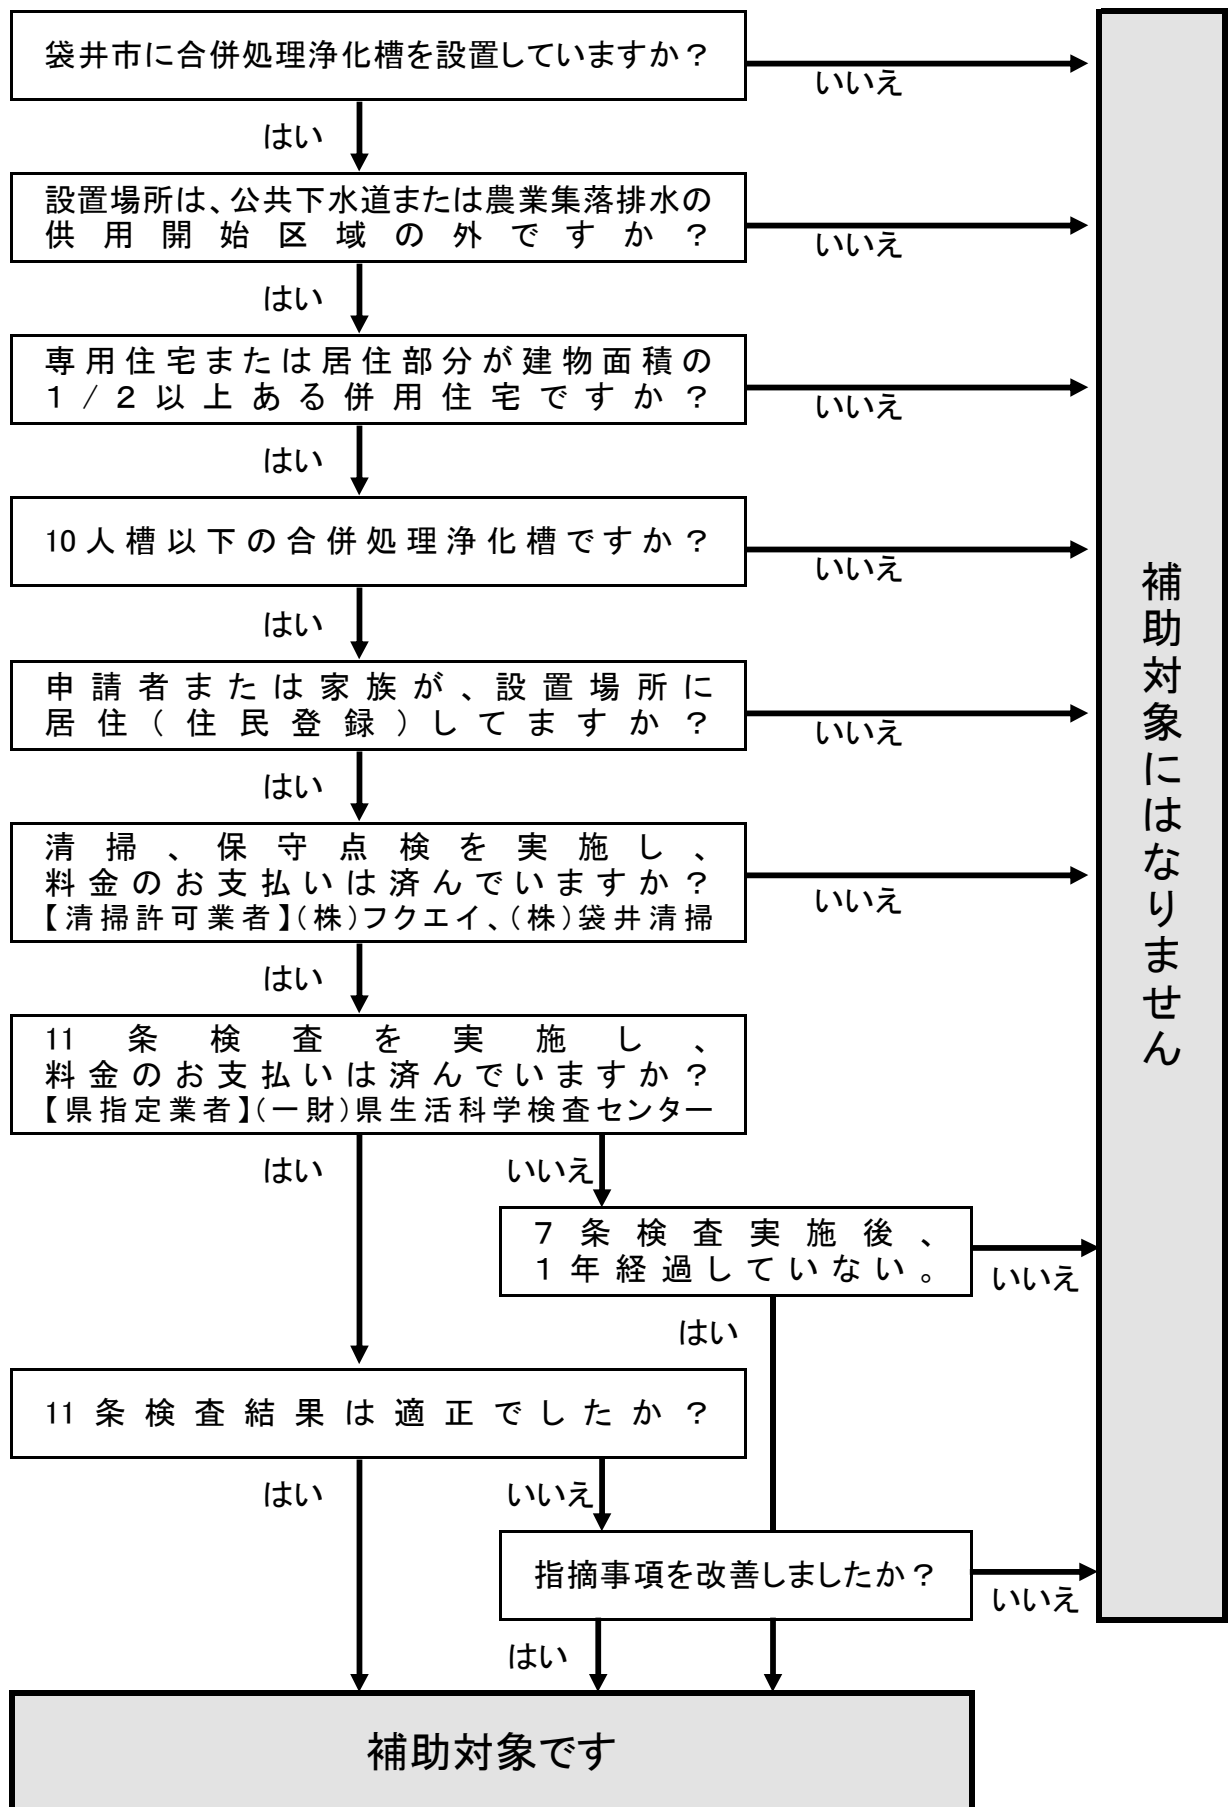 袋井市に合併処理浄化槽を設置していますか？
いいえ
はい
設置場所は、公共下水道または農業集落排水の
供用開始区域の外ですか？
いいえ
はい
専用住宅または居住部分が建物面積の
１／２以上ある併用住宅ですか？
いいえ
はい
10人槽以下の合併処理浄化槽ですか？
いいえ
はい
申請者または家族が、設置場所に
居住（住民登録）してますか？
いいえ
はい
清掃、保守点検を実施し、
料金のお支払いは済んでいますか？
【清掃許可業者】（株）フクエイ、（株）袋井清掃
いいえ
はい
11条検査を実施し、
料金のお支払いは済んでいますか？
【県指定業者】（一財）県生活科学検査センター
はい
いいえ
７条検査実施後、
１年経過していない。
いいえ
はい
11条検査結果は適正でしたか？
はい
いいえ
指摘事項を改善しましたか？
いいえ
はい
補助対象です
補助対象にはなりません